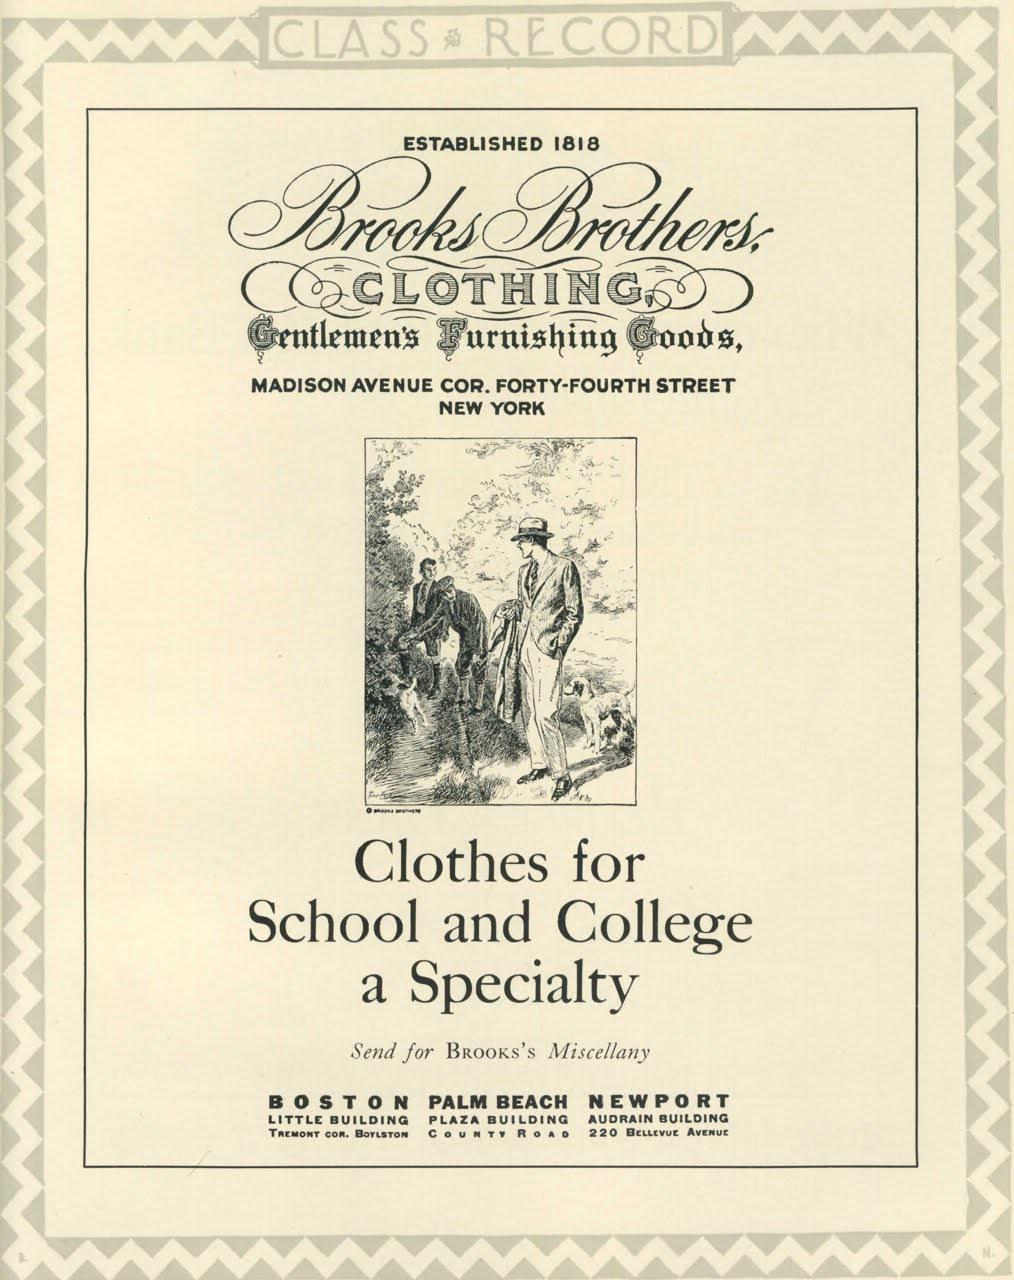 CLASS RECORD
ESTABLISHED 1818
Brooks Brothers,
CLOTHING,
Gentlemen's Furnishing Goods,
MADISON AVENUE COR. FORTY-FOURTH STREET
NEW YORK
© BROOKS BROTHERS
Clothes for
School and College
a Specialty
Send for BROOKS'S Miscellany
BOSTON PALM BEACH NEWPORT
LITTLE BUILDING PLAZA BUILDING AUDRAIN BUILDING
TREMONT COR. BOYLSTON COUNTY ROAD 220 BELLEVUE AVENUE